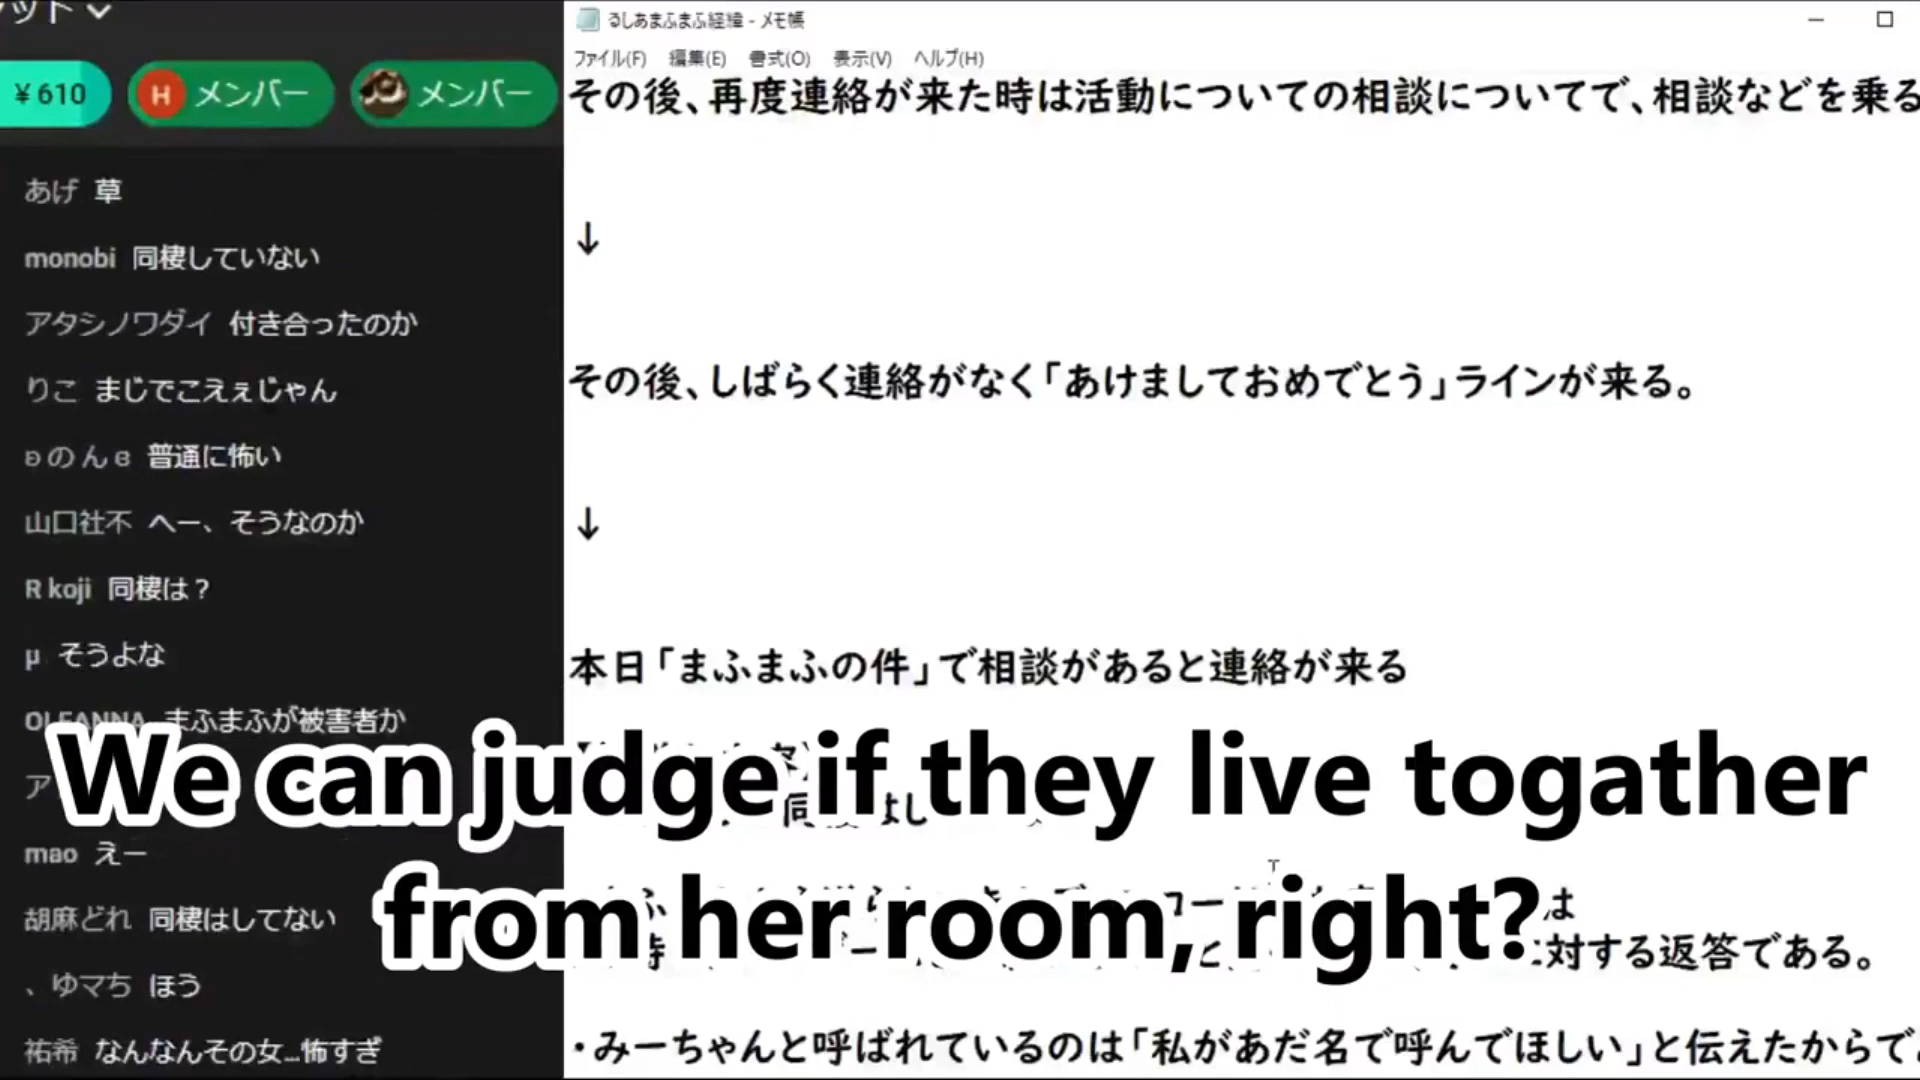 ット
¥610
H メンバー
メンバー
あげ 草
monobi 同棲していない
アタシノワダイ 付き合ったのか
りこ まじでこえぇじゃん
ʚのんɞ 普通に怖い
山口社不 へー、そうなのか
R koji 同棲は？
μ そうよな
OLEANNA まふまふが被害者か
ア
mao えー
胡麻どれ 同棲はしてない
、ゆマち ほう
祐希 なんなんその女…怖すぎ
るしあまふまふ経緯 - メモ帳
ファイル(F) 編集(E) 書式(O) 表示(V) ヘルプ(H)
その後、再度連絡が来た時は活動についての相談についてで、相談などを乗る
↓
その後、しばらく連絡がなく「あけましておめでとう」ラインが来る。
↓
本日「まふまふの件」で相談があると連絡が来る
は
対する返答である。
・みーちゃんと呼ばれているのは「私があだ名で呼んでほしい」と伝えたからで
We can judge if they live togather
from her room, right?